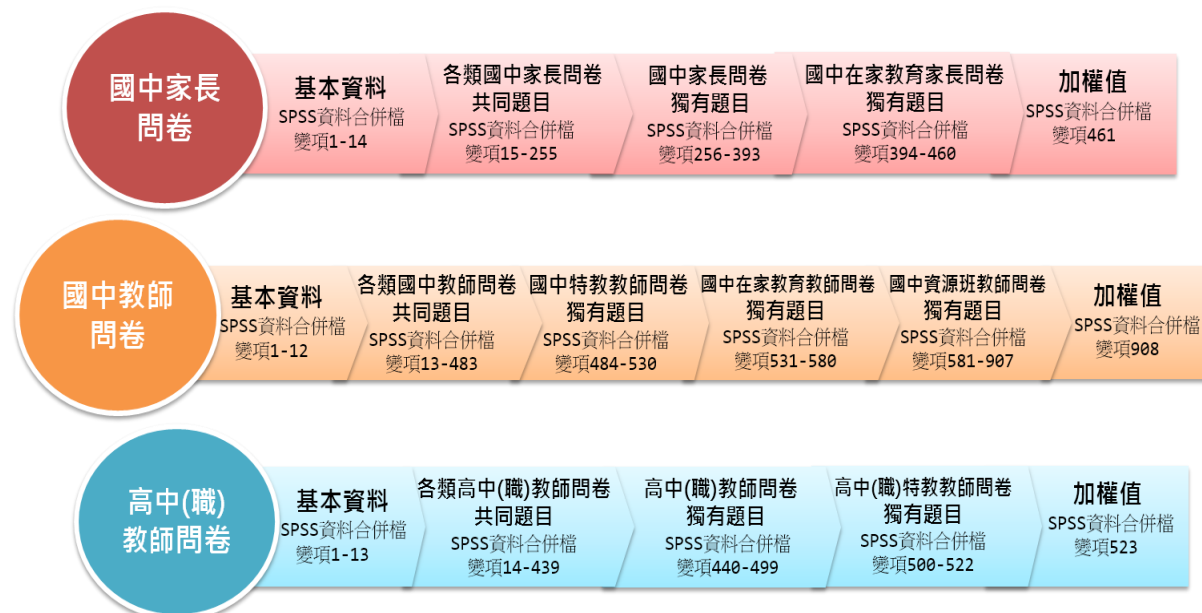 國中家長
問卷
基本資料
SPSS資料合併檔
變項1-14
各類國中家長問卷
共同題目
SPSS資料合併檔
變項15-255
國中家長問卷
獨有題目
SPSS資料合併檔
變項256-393
國中在家教育家長問卷
獨有題目
SPSS資料合併檔
變項394-460
加權值
SPSS資料合併檔
變項461
國中教師
問卷
基本資料
SPSS資料合併檔
變項1-12
各類國中教師問卷
共同題目
SPSS資料合併檔
變項13-483
國中特教教師問卷
獨有題目
SPSS資料合併檔
變項484-530
國中在家教育教師問卷
獨有題目
SPSS資料合併檔
變項531-580
國中資源班教師問卷
獨有題目
SPSS資料合併檔
變項581-907
加權值
SPSS資料合併檔
變項908
高中(職)
教師問卷
基本資料
SPSS資料合併檔
變項1-13
各類高中(職)教師問卷
共同題目
SPSS資料合併檔
變項14-439
高中(職)教師問卷
獨有題目
SPSS資料合併檔
變項440-499
高中(職)特教教師問卷
獨有題目
SPSS資料合併檔
變項500-522
加權值
SPSS資料合併檔
變項523